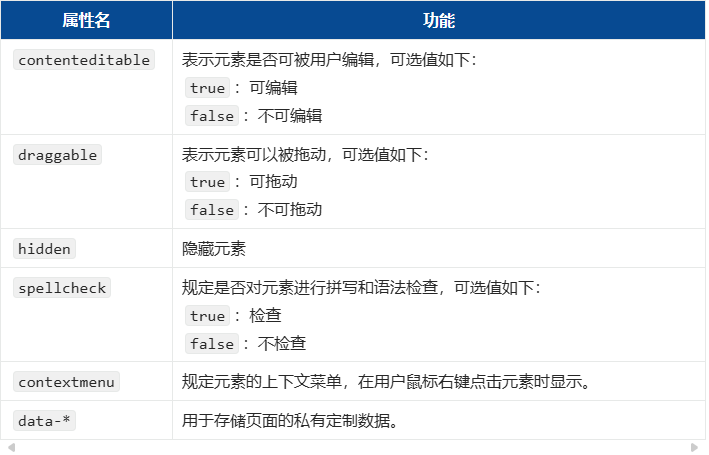 属性名 功能
contenteditable 表示元素是否可被用户编辑，可选值如下：
true ：可编辑
false ：不可编辑
draggable 表示元素可以被拖动，可选值如下：
true ：可拖动
false ：不可拖动
hidden 隐藏元素
spellcheck 规定是否对元素进行拼写和语法检查，可选值如下：
true ：检查
false ：不检查
contextmenu 规定元素的上下文菜单，在用户鼠标右键点击元素时显示。
data-* 用于存储页面的私有定制数据。